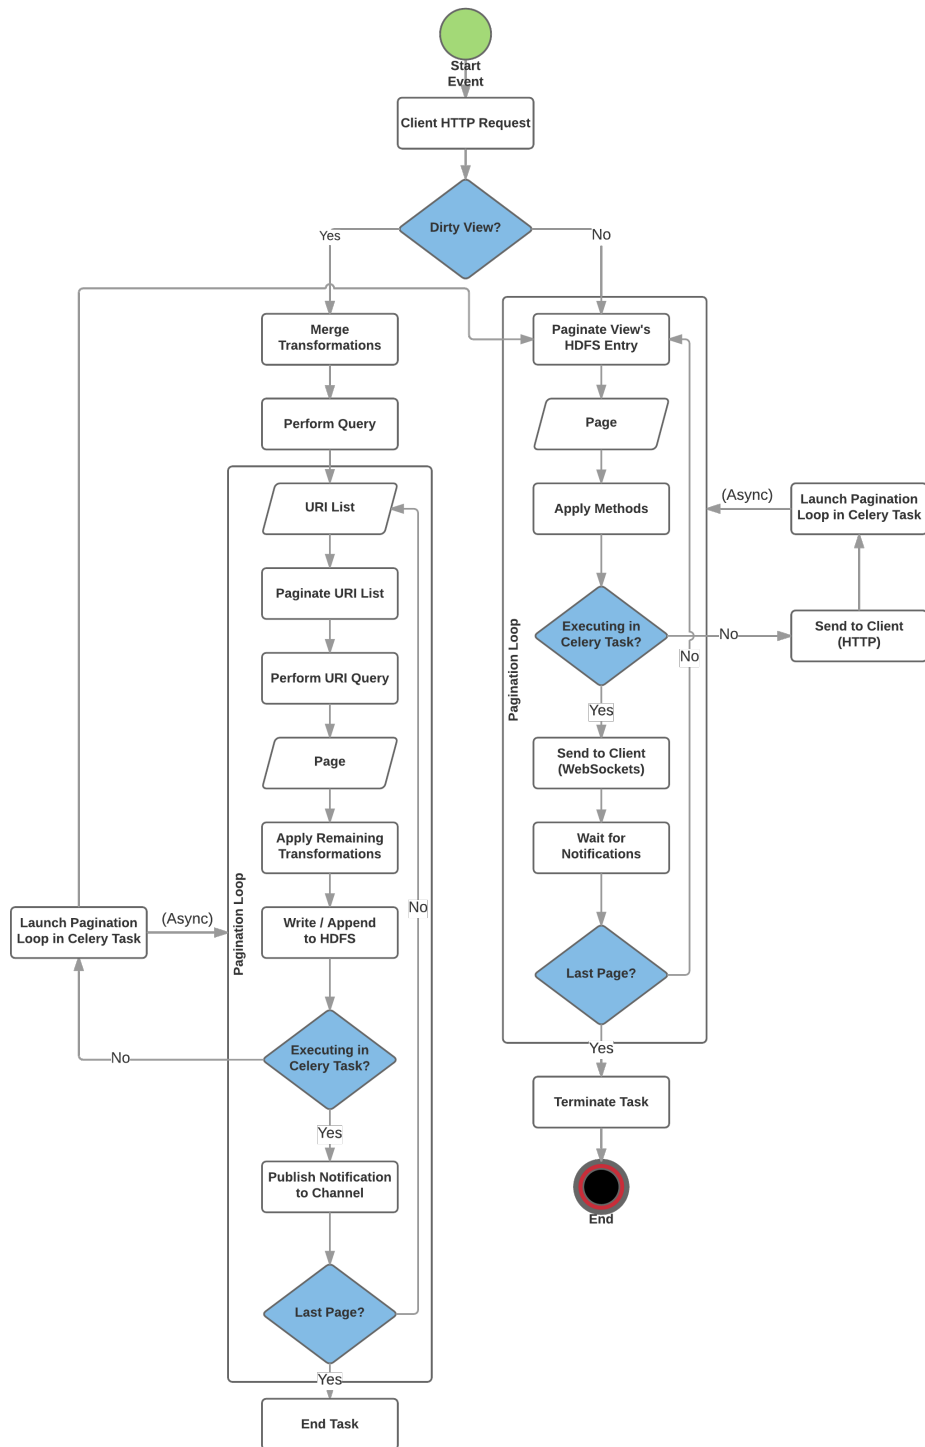 Start
Event
Client HTTP Request
Dirty View?
Yes
No
Merge
Transformations
Perform Query
URI List
Paginate URI List
Perform URI Query
Page
Apply Remaining
Transformations
Write / Append
to HDFS
Executing in
Celery Task?
Yes
No
Publish Notification
to Channel
Last Page?
No
Yes
End Task
Pagination Loop
Launch Pagination
Loop in Celery Task
(Async)
Paginate View's
HDFS Entry
Page
Apply Methods
Executing in
Celery Task?
No
Yes
Send to Client
(WebSockets)
Wait for
Notifications
Last Page?
No
Yes
Pagination Loop
Terminate Task
End
(Async)
Launch Pagination
Loop in Celery Task
Send to Client
(HTTP)